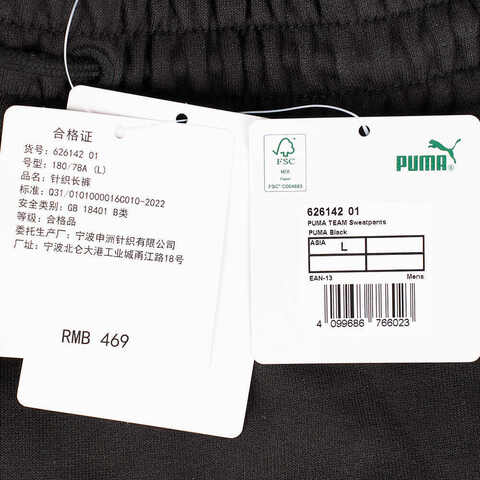 合格证
货号: 626142 01
号型: 180/78A (L)
品名: 针织长裤
标准: Q31/0101000016C010-2022
安全类别: GB 18401 B类
等级: 合格品
委托生产厂: 宁波申洲针织有限公司
厂址: 宁波北仑大港工业城甬江路18号
RMB 469
FSC
MIX
Paper
PUMA
626142 01
PUMA TEAM Sweatpants
PUMA Black
ASIA L
EAN-13 Mens
4 099686 766023